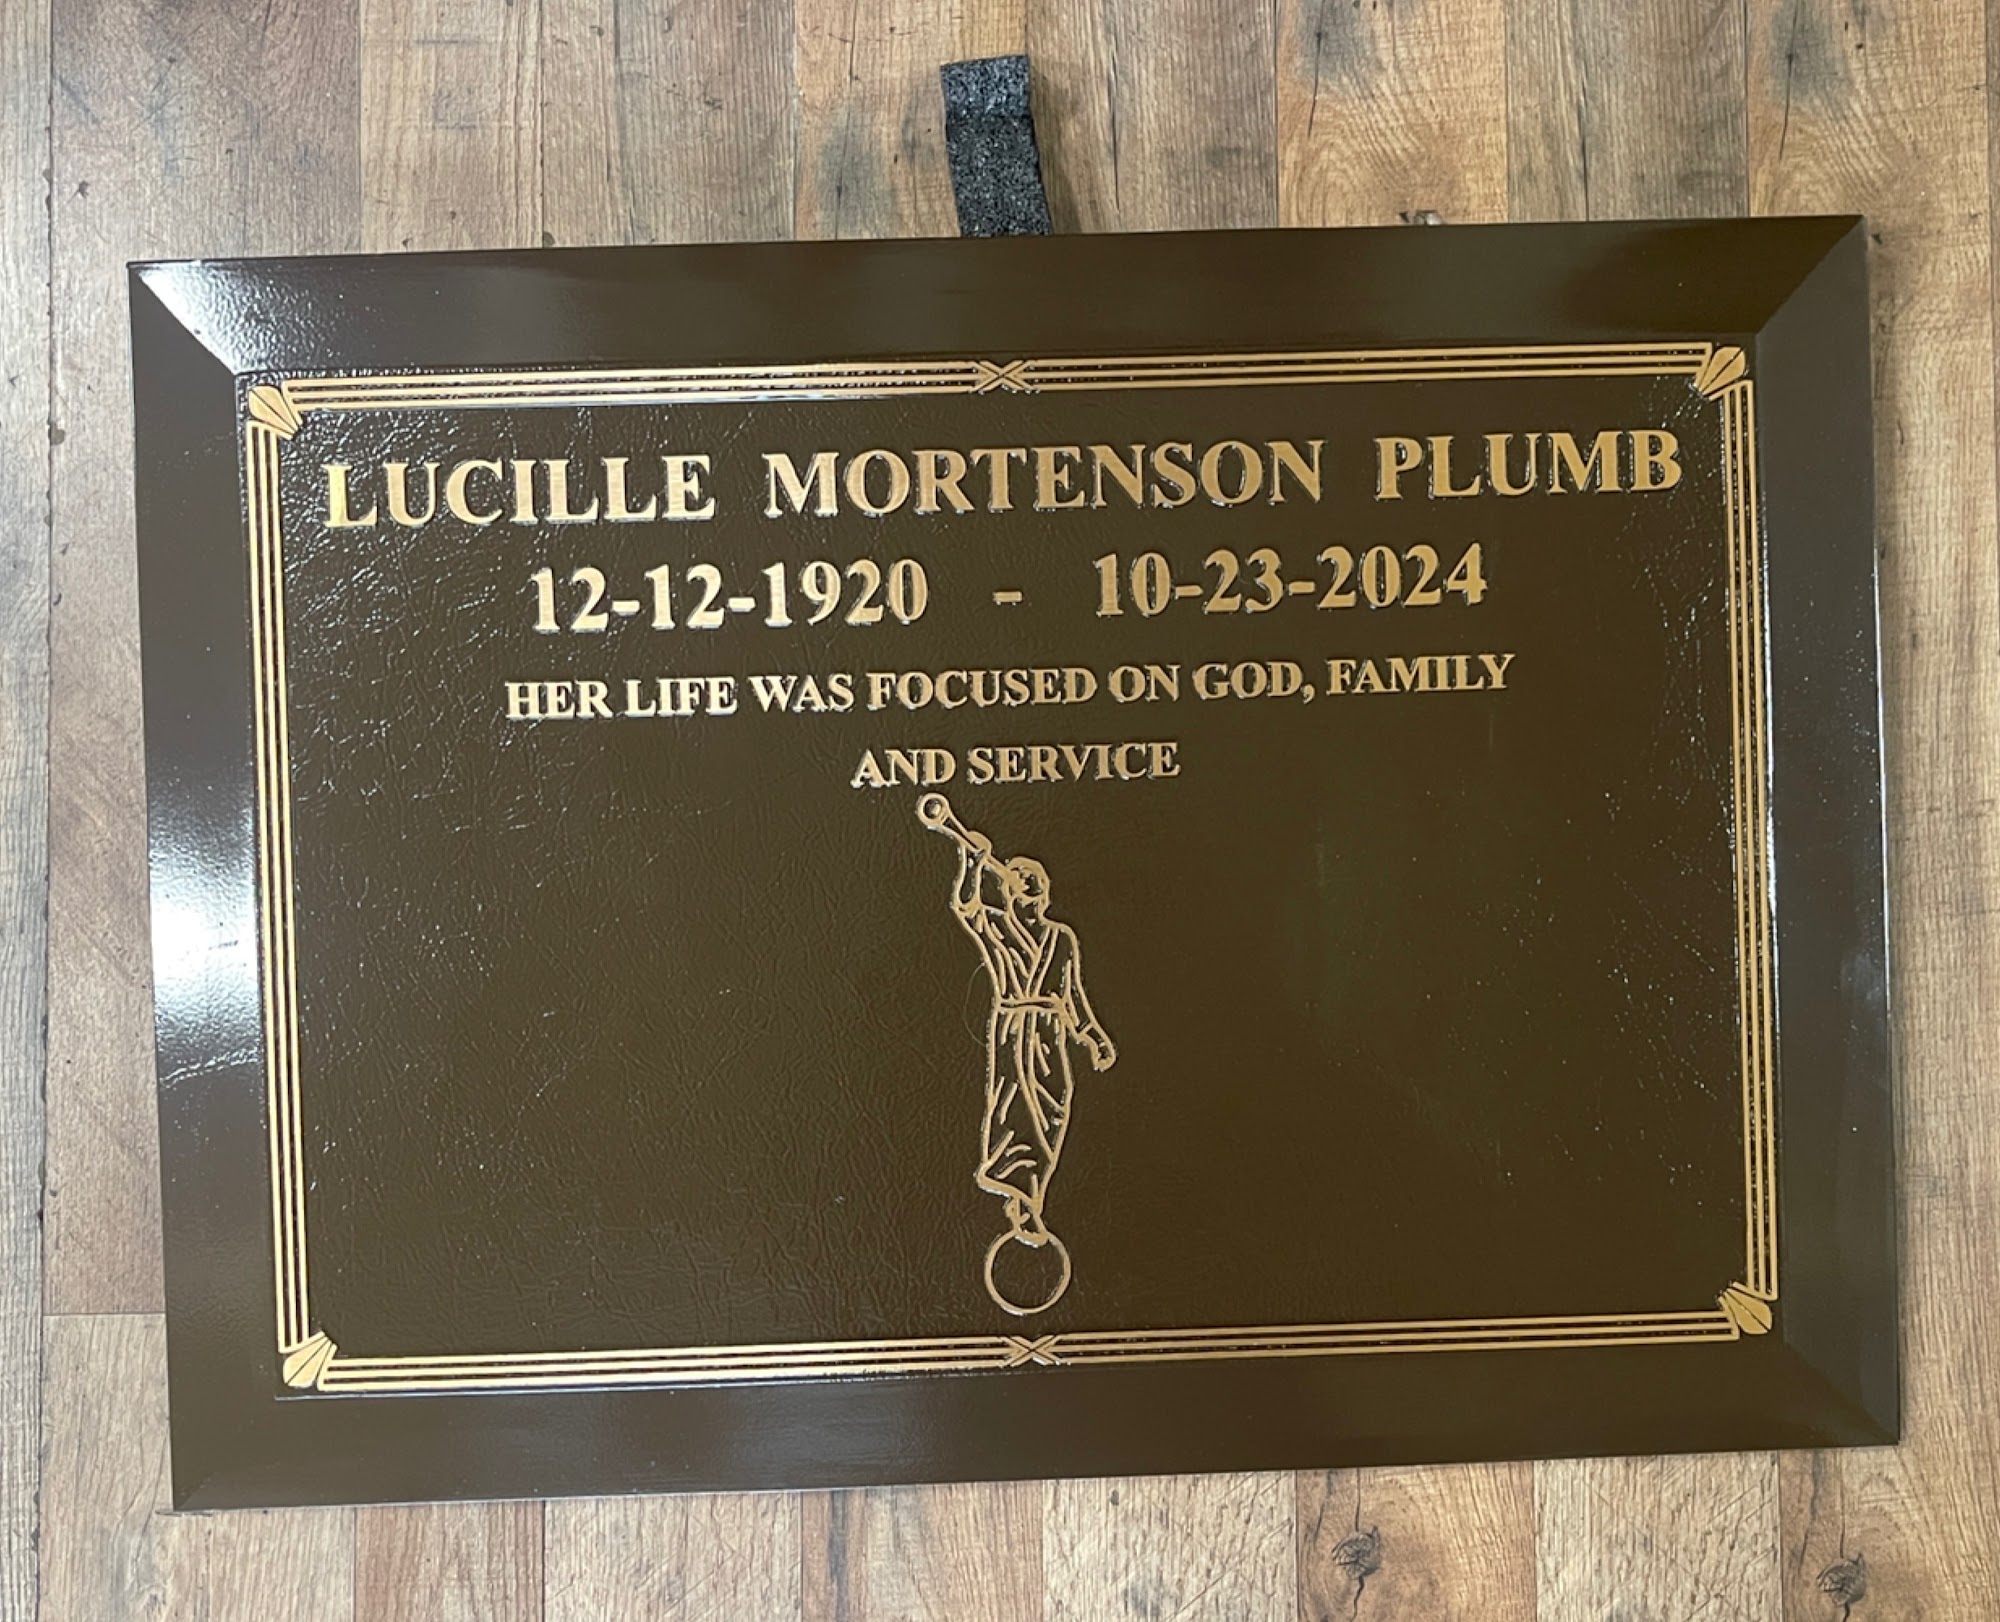 LUCILLE MORTENSON PLUMB
12-12-1920 - 10-23-2024
HER LIFE WAS FOCUSED ON GOD, FAMILY
AND SERVICE